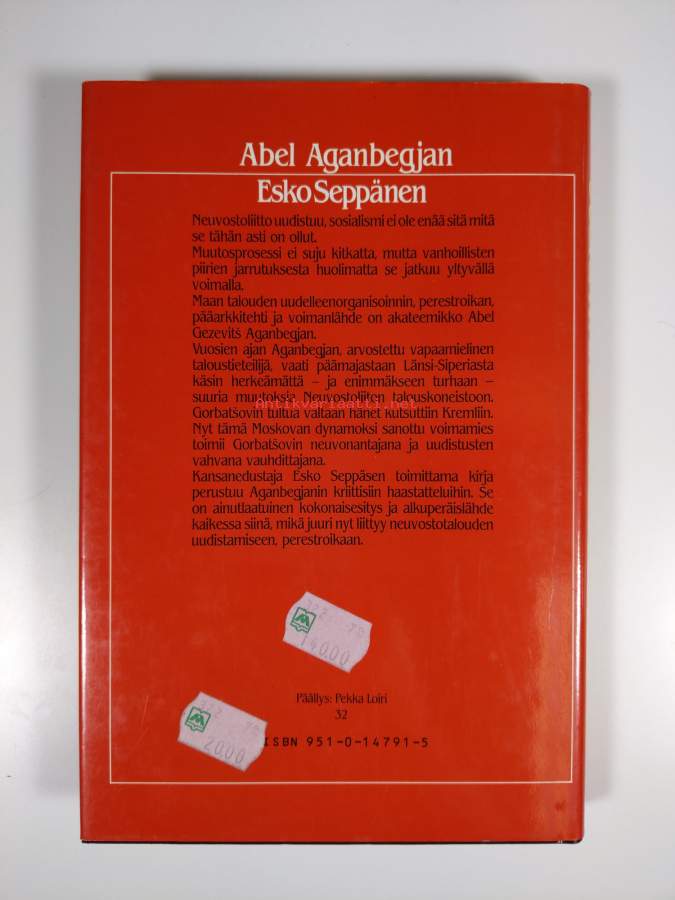 Abel Aganbegjan
Esko Seppänen
Neuvostoliitto uudistuu, sosialismi ei ole enää sitä mitä
se tähän asti on ollut.
Muutosprosessi ei suju kitkatta, mutta vanhoillisten
piirien jarrutuksesta huolimatta se jatkuu yltyvällä
voimalla.
Maan talouden uudelleenorganisoinnin, perestroikan,
pääarkkitehti ja voimanlähde on akateemikko Abel
Gezevitš Aganbegjan.
Vuosien ajan Aganbegjan, arvostettu vapaamielinen
taloustieteilijä, vaati päämajastaan Länsi-Siperiasta
käsin herkeämättä – ja enimmäkseen turhaan –
suuria muutoksia Neuvostoliiton talouskoneistoon.
Antikvariaatti.net
Gorbatšovin tultua valtaan hänet kutsuttiin Kremliin.
Nyt tämä Moskovan dynamoksi sanottu voimamies
toimii Gorbatšovin neuvonantajana ja uudistusten
vahvana vauhdittajana.
Kansanedustaja Esko Seppäsen toimittama kirja
perustuu Aganbegjanin kriittisiin haastatteluihin. Se
on ainutlaatuinen kokonaisesitys ja alkuperäislähde
kaikessa siinä, mikä juuri nyt liittyy neuvostotalouden
uudistamiseen, perestroikaan.
322 79
140.00
Päällys: Pekka Loiri
32
322
20.00
ISBN 951-0-14791-5